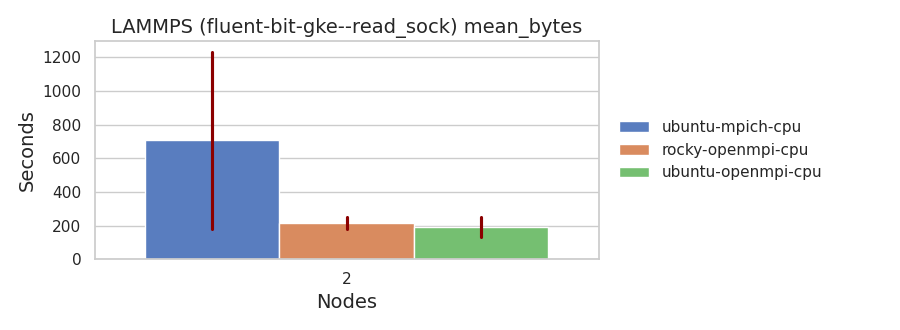 LAMMPS (fluent-bit-gke--read_sock) mean_bytes
Seconds
1200
1000
800
600
400
200
0
2
Nodes
ubuntu-mpich-cpu
rocky-openmpi-cpu
ubuntu-openmpi-cpu